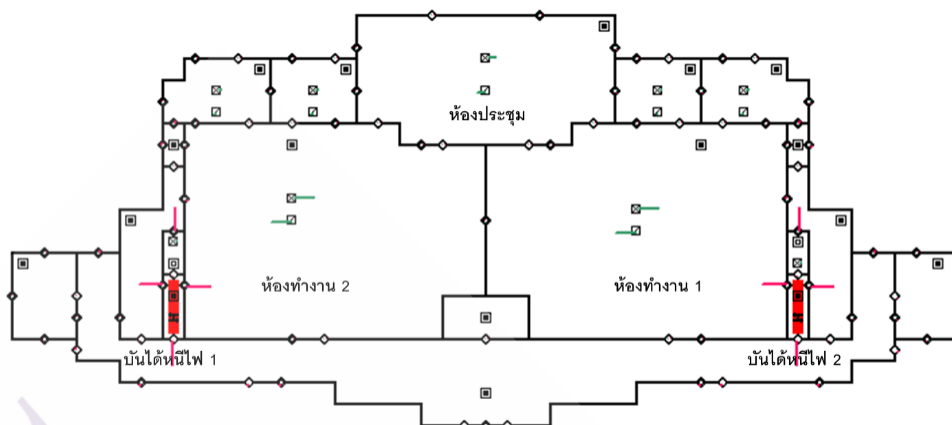 ห้องประชุม
ห้องทำงาน 2
ห้องทำงาน 1
บันได้หนีไฟ 1
บันได้หนีไฟ 2